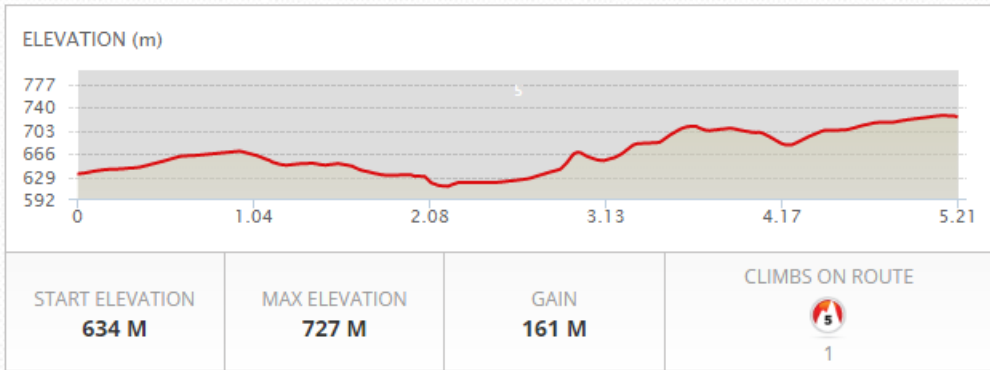 ELEVATION (m)
777
5
740
703
666
629
592
0 1.04 2.08 3.13 4.17 5.21
START ELEVATION MAX ELEVATION GAIN CLIMBS ON ROUTE
634 M 727 M 161 M 5
1